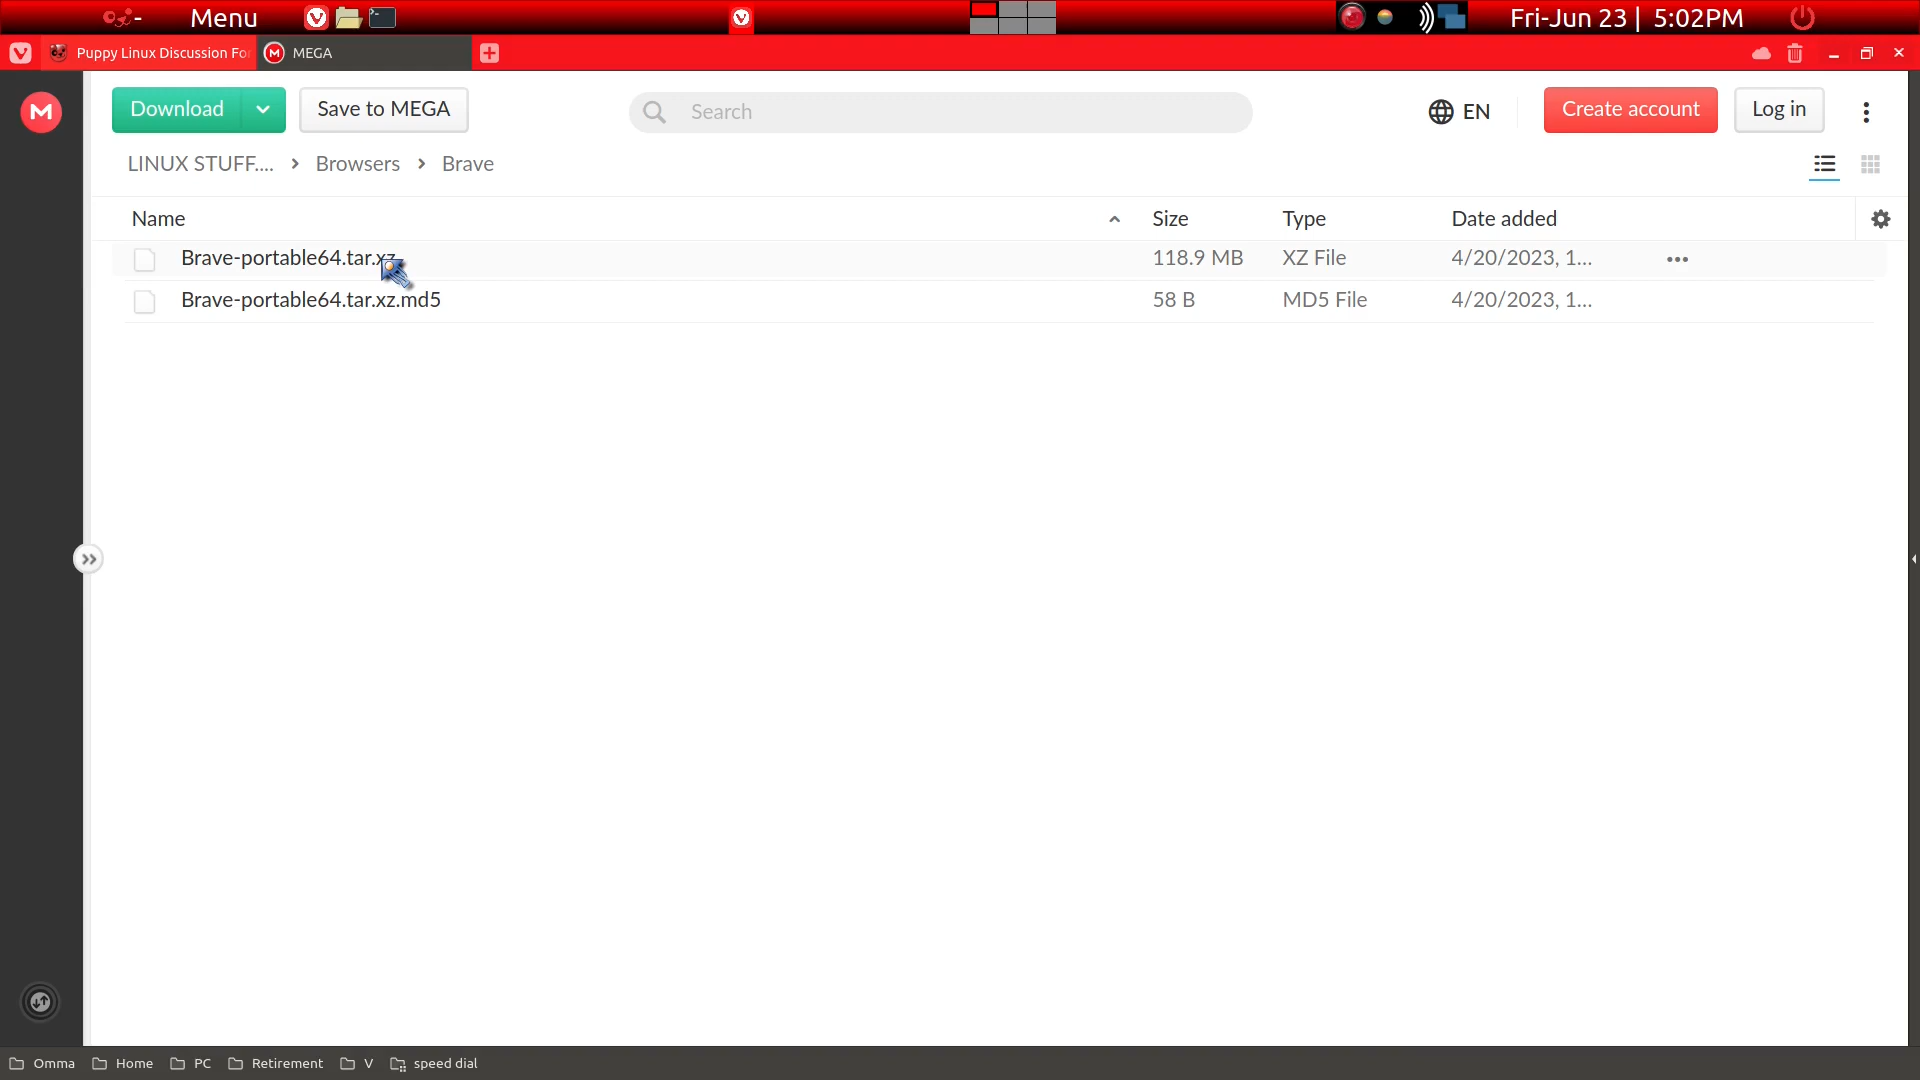 Menu
Fri-Jun 23 | 5:02PM
Puppy Linux Discussion Fo
MEGA
M
Download
Save to MEGA
Search
EN
Create account
Log in
LINUX STUFF.... > Browsers > Brave
Name Size Type Date added
Brave-portable64.tar.xz 118.9 MB XZ File 4/20/2023, 1...
Brave-portable64.tar.xz.md5 58 B MD5 File 4/20/2023, 1...
Omma Home PC Retirement V speed dial